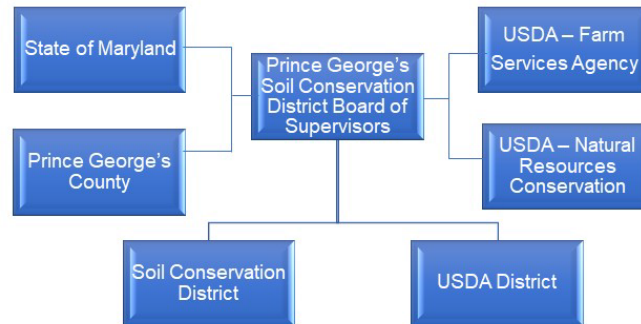 State of Maryland
Prince George's
Soil Conservation
District Board of
Supervisors
USDA – Farm
Services Agency
Prince George's
County
USDA – Natural
Resources
Conservation
Soil Conservation
District
USDA District